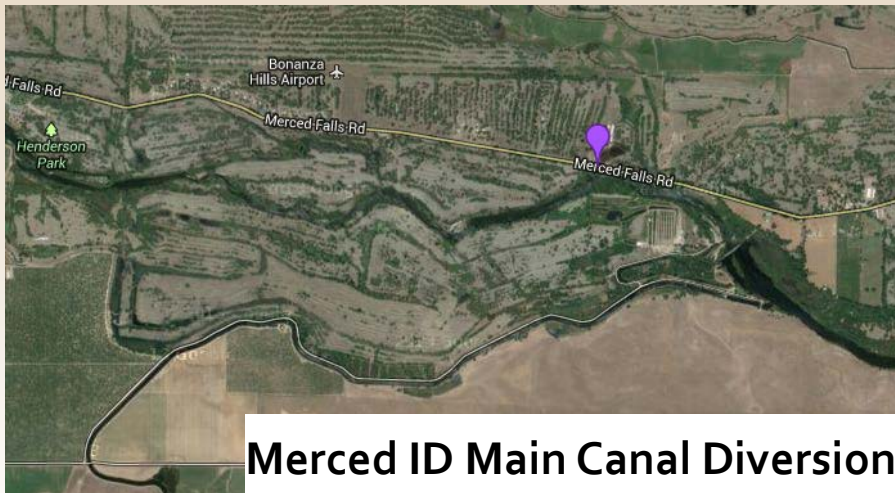 Bonanza
Hills Airport
d Falls Rd
Merced Falls Rd
Henderson
Park
Merced Falls Rd
Merced ID Main Canal Diversion